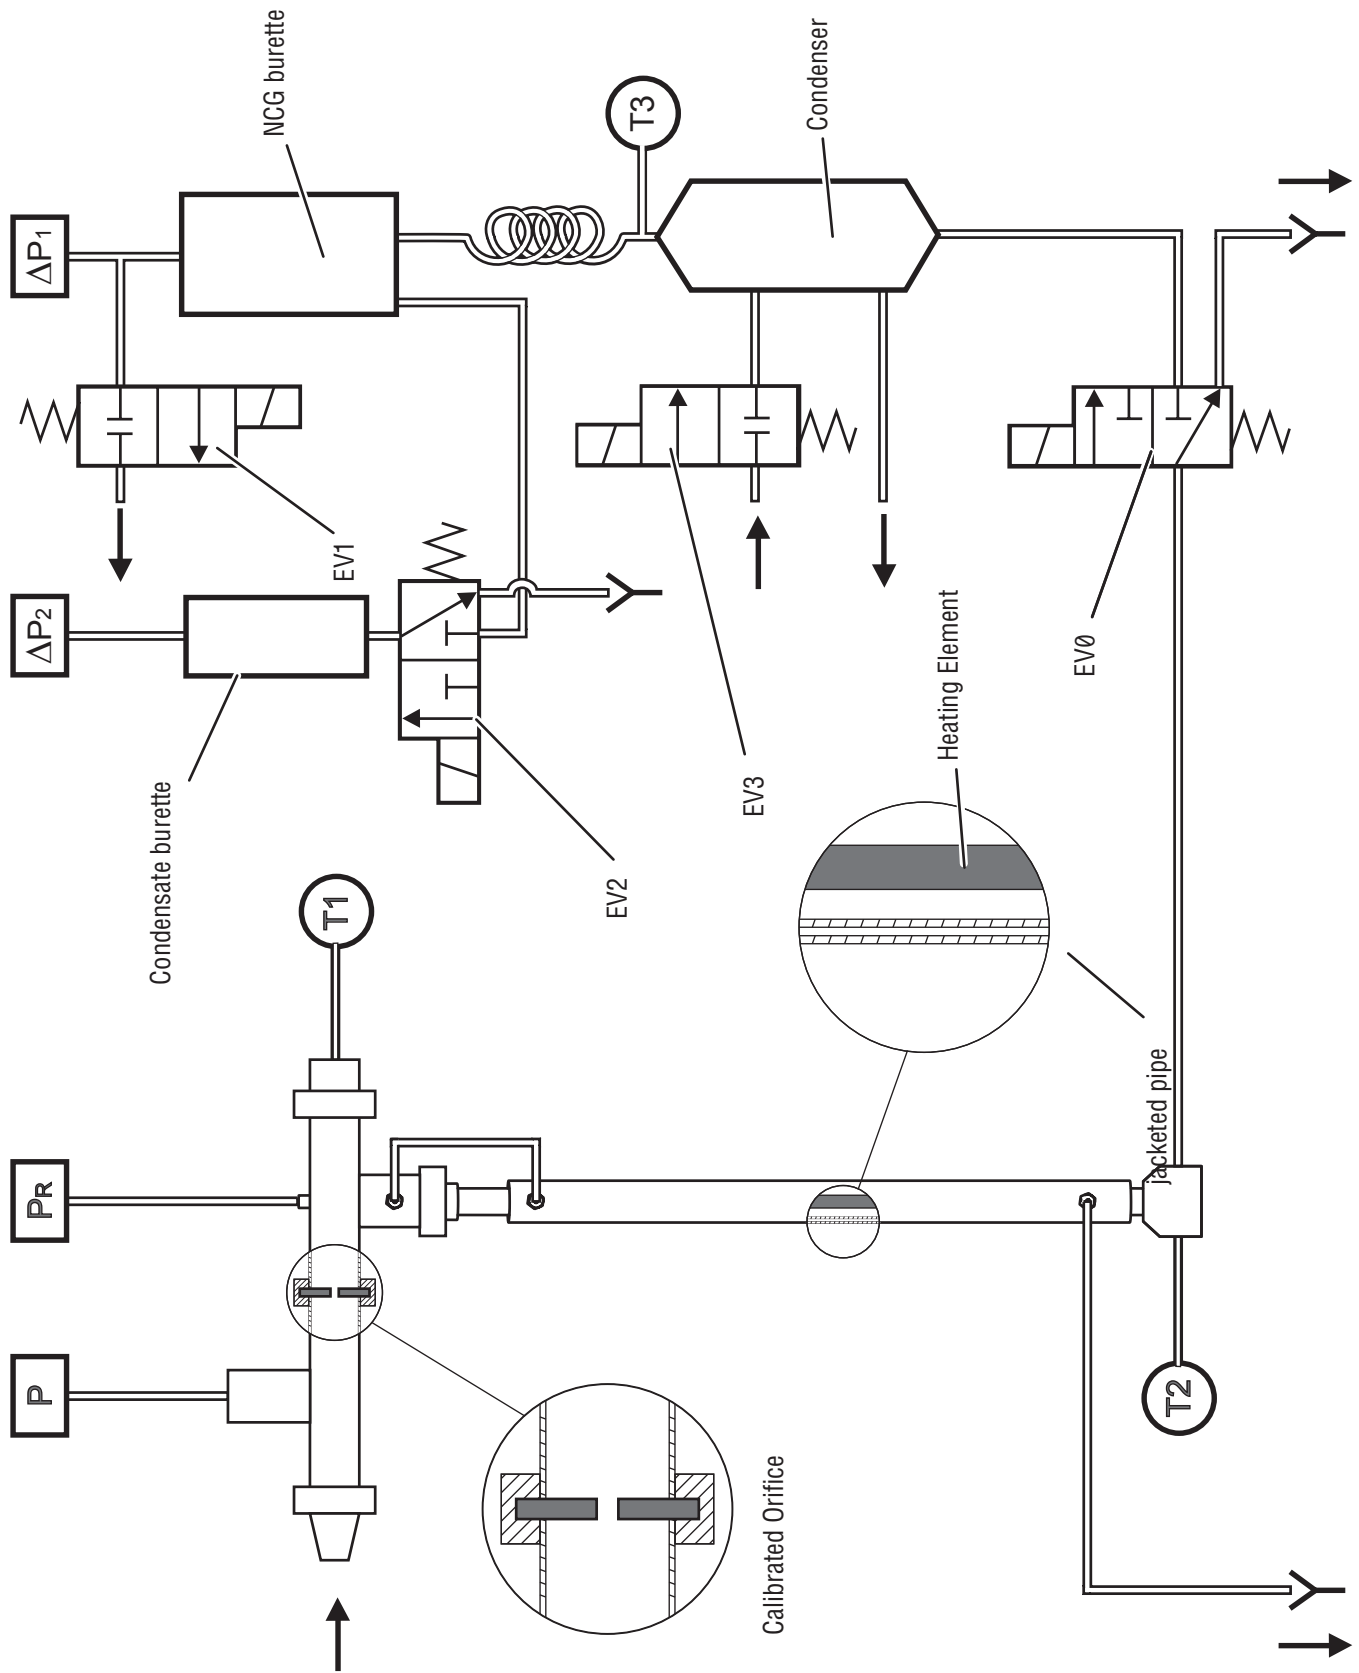 P
PR
ΔP2
ΔP1
NCG burette
Condensate burette
T1
EV1
EV2
T3
Condenser
EV3
Heating Element
EV0
Calibrated Orifice
jacketed pipe
T2